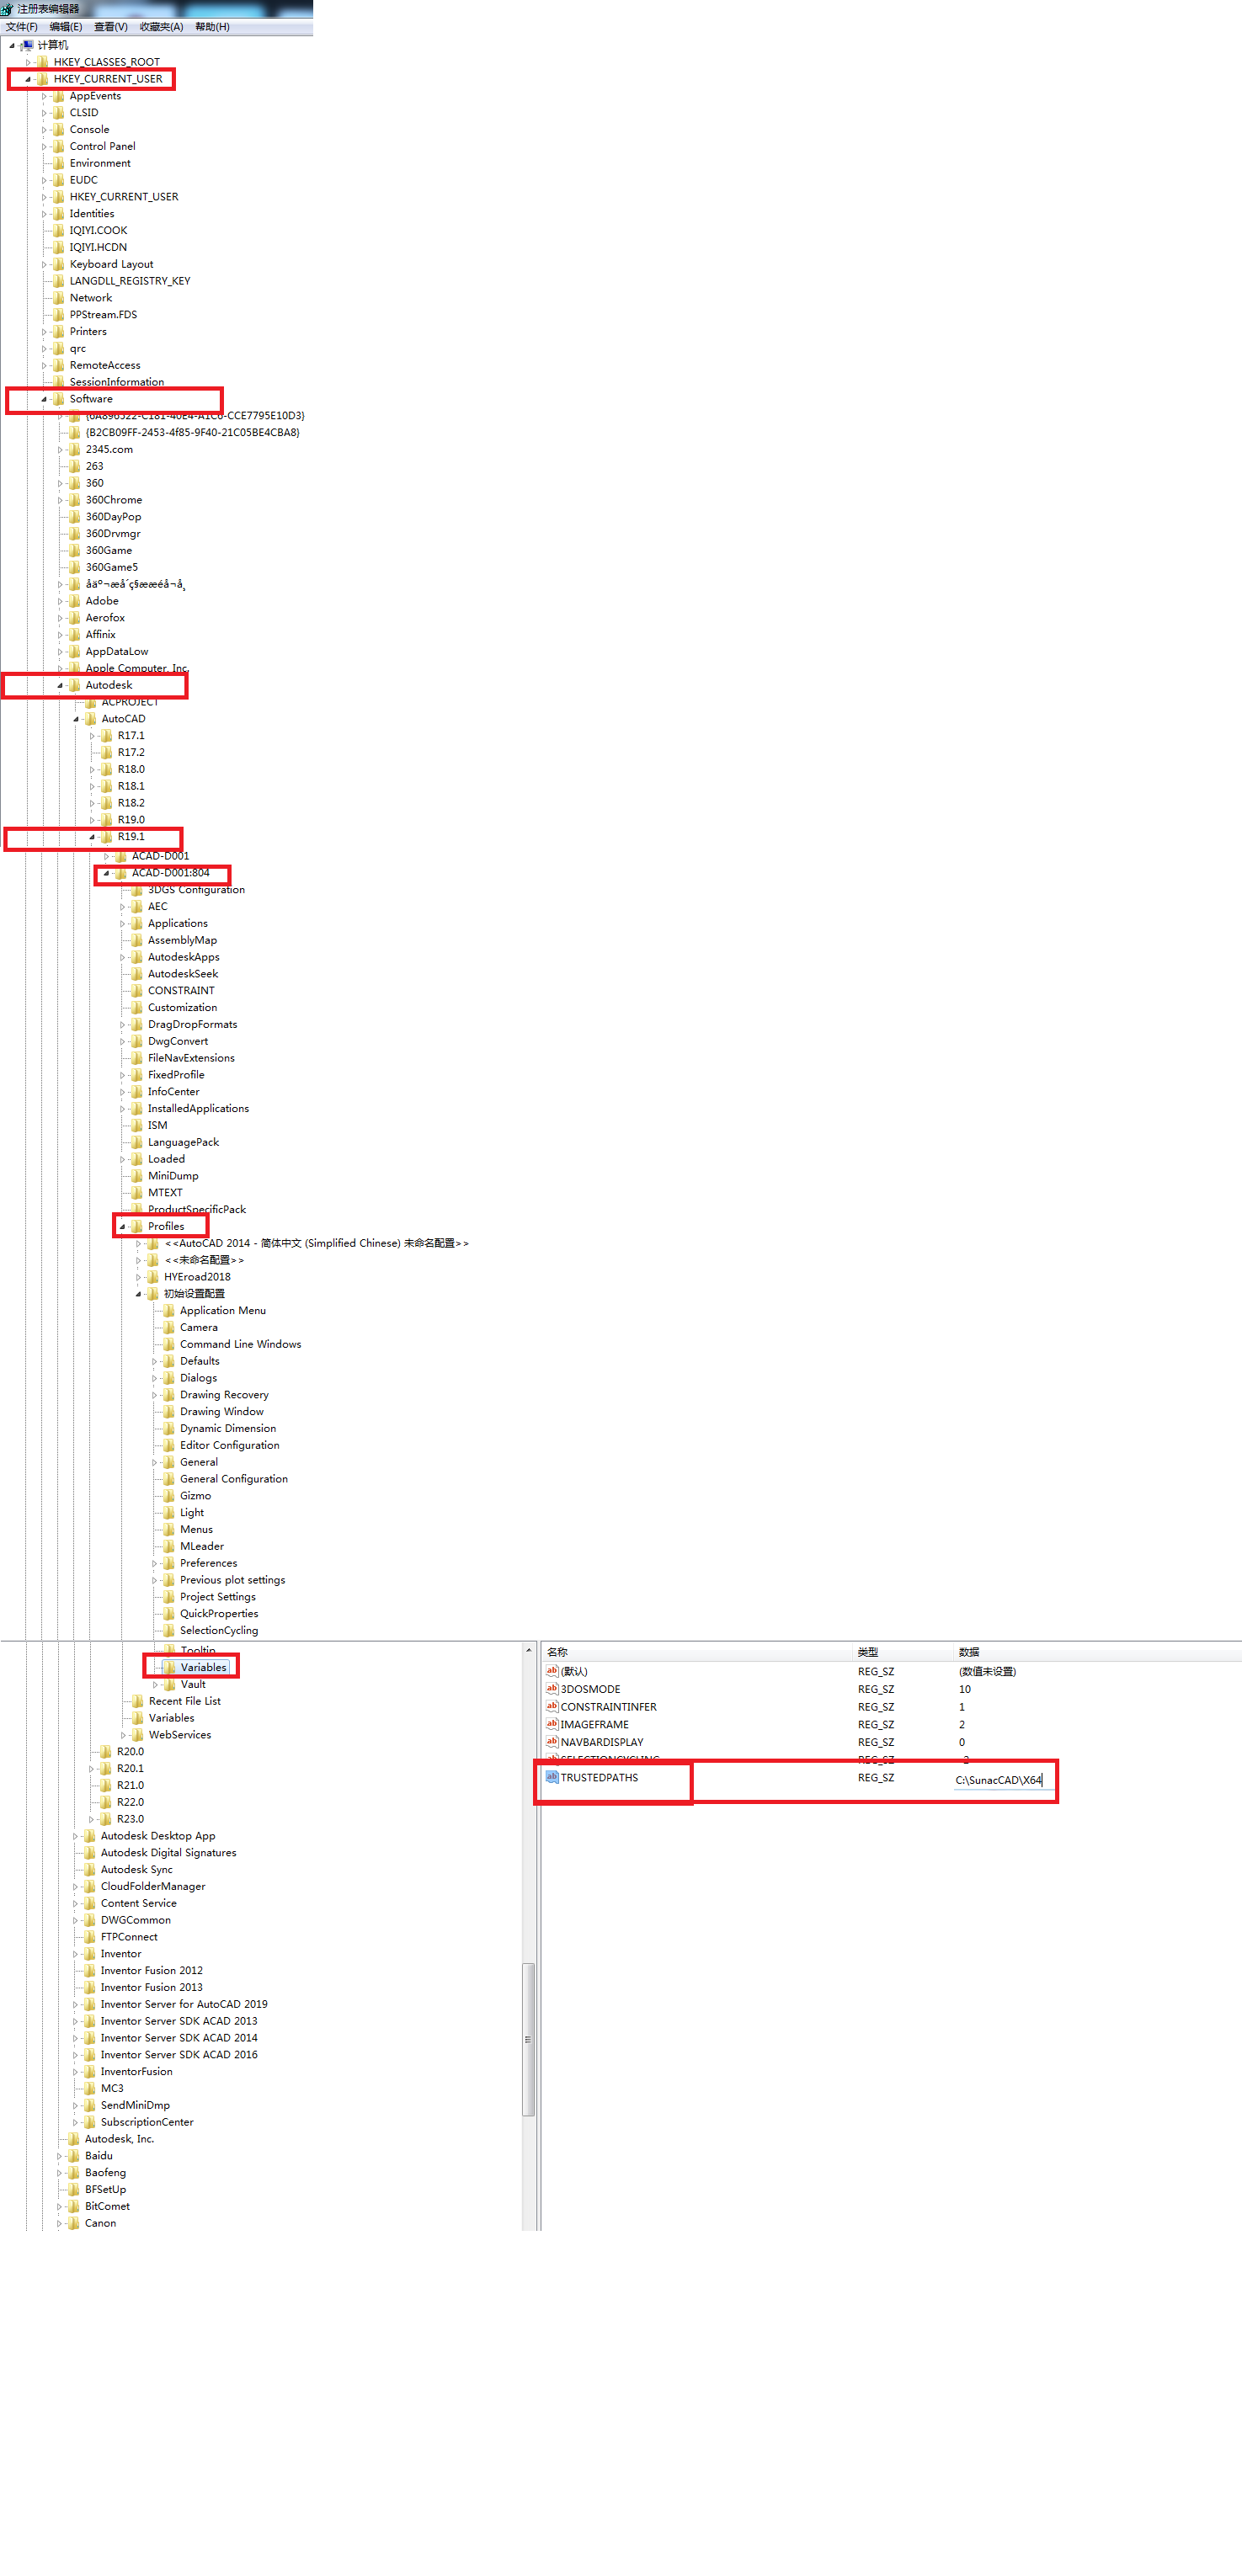 注册表编辑器
文件(F) 编辑(E) 查看(V) 收藏夹(A) 帮助(H)
计算机
HKEY_CLASSES_ROOT
HKEY_CURRENT_USER
AppEvents
CLSID
Console
Control Panel
Environment
EUDC
HKEY_CURRENT_USER
Identities
IQIYI.COOK
IQIYI.HCDN
Keyboard Layout
LANGDLL_REGISTRY_KEY
Network
PPStream.FDS
Printers
qrc
RemoteAccess
SessionInformation
Software
{6A896522-C181-40E4-A1C6-CCE7795E10D3}
{B2CB09FF-2453-4f85-9F40-21C05BE4CBA8}
2345.com
263
360
360Chrome
360DayPop
360Drvmgr
360Game
360Game5
Adobe
Aerofox
Affinix
AppDataLow
Apple Computer, Inc.
Autodesk
ACPROJECT
AutoCAD
R17.1
R17.2
R18.0
R18.1
R18.2
R19.0
R19.1
ACAD-D001
ACAD-D001:804
3DGS Configuration
AEC
Applications
AssemblyMap
AutodeskApps
AutodeskSeek
CONSTRAINT
Customization
DragDropFormats
DwgConvert
FileNavExtensions
FixedProfile
InfoCenter
InstalledApplications
ISM
LanguagePack
Loaded
MiniDump
MTEXT
ProductSpecificPack
Profiles
<<AutoCAD 2014 - 简体中文 (Simplified Chinese) 未命名配置>>
<<未命名配置>>
HYEroad2018
初始设置配置
Application Menu
Camera
Command Line Windows
Defaults
Dialogs
Drawing Recovery
Drawing Window
Dynamic Dimension
Editor Configuration
General
General Configuration
Gizmo
Light
Menus
MLeader
Preferences
Previous plot settings
Project Settings
QuickProperties
SelectionCycling
Tooltip
Variables
Vault
Recent File List
Variables
WebServices
R20.0
R20.1
R21.0
R22.0
R23.0
Autodesk Desktop App
Autodesk Digital Signatures
Autodesk Sync
CloudFolderManager
Content Service
DWGCommon
FTPConnect
Inventor
Inventor Fusion 2012
Inventor Fusion 2013
Inventor Server for AutoCAD 2019
Inventor Server SDK ACAD 2013
Inventor Server SDK ACAD 2014
Inventor Server SDK ACAD 2016
InventorFusion
MC3
SendMiniDmp
SubscriptionCenter
Autodesk, Inc.
Baidu
Baofeng
BFSetUp
BitComet
Canon
名称 类型 数据
(默认) REG_SZ (数值未设置)
3DOSMODE REG_SZ 10
CONSTRAINTINFER REG_SZ 1
IMAGEFRAME REG_SZ 2
NAVBARDISPLAY REG_SZ 0
SELECTIONCYCLING REG_SZ
TRUSTEDPATHS REG_SZ C:\SunacCAD\X64